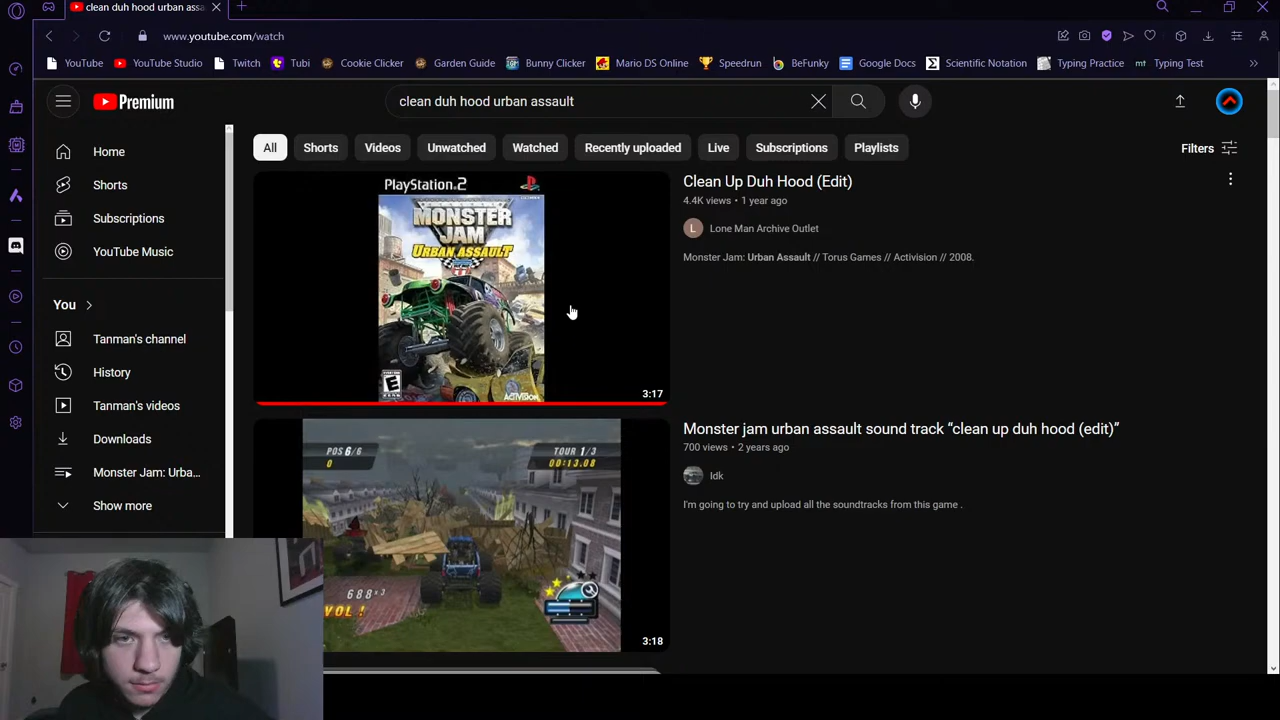 clean duh hood urban assa
www.youtube.com/watch
YouTube
YouTube Studio
Twitch
Tubi
Cookie Clicker
Garden Guide
Bunny Clicker
Mario DS Online
Speedrun
BeFunky
Google Docs
Scientific Notation
Typing Practice
mt
Typing Test
Premium
clean duh hood urban assault
All
Shorts
Videos
Unwatched
Watched
Recently uploaded
Live
Subscriptions
Playlists
Filters
Home
Shorts
Subscriptions
YouTube Music
You
Tanman's channel
History
Tanman's videos
Downloads
Monster Jam: Urba...
Show more
PlayStation.2
MONSTER
JAM
URBAN ASSAULT
E
ACTIVISION
3:17
Clean Up Duh Hood (Edit)
4.4K views • 1 year ago
L
Lone Man Archive Outlet
Monster Jam: Urban Assault // Torus Games // Activision // 2008.
POS 6/6
0
TOUR 1/3
00:13.08
688x3
VOL !
3:18
Monster jam urban assault sound track “clean up duh hood (edit)”
700 views • 2 years ago
Idk
I'm going to try and upload all the soundtracks from this game .